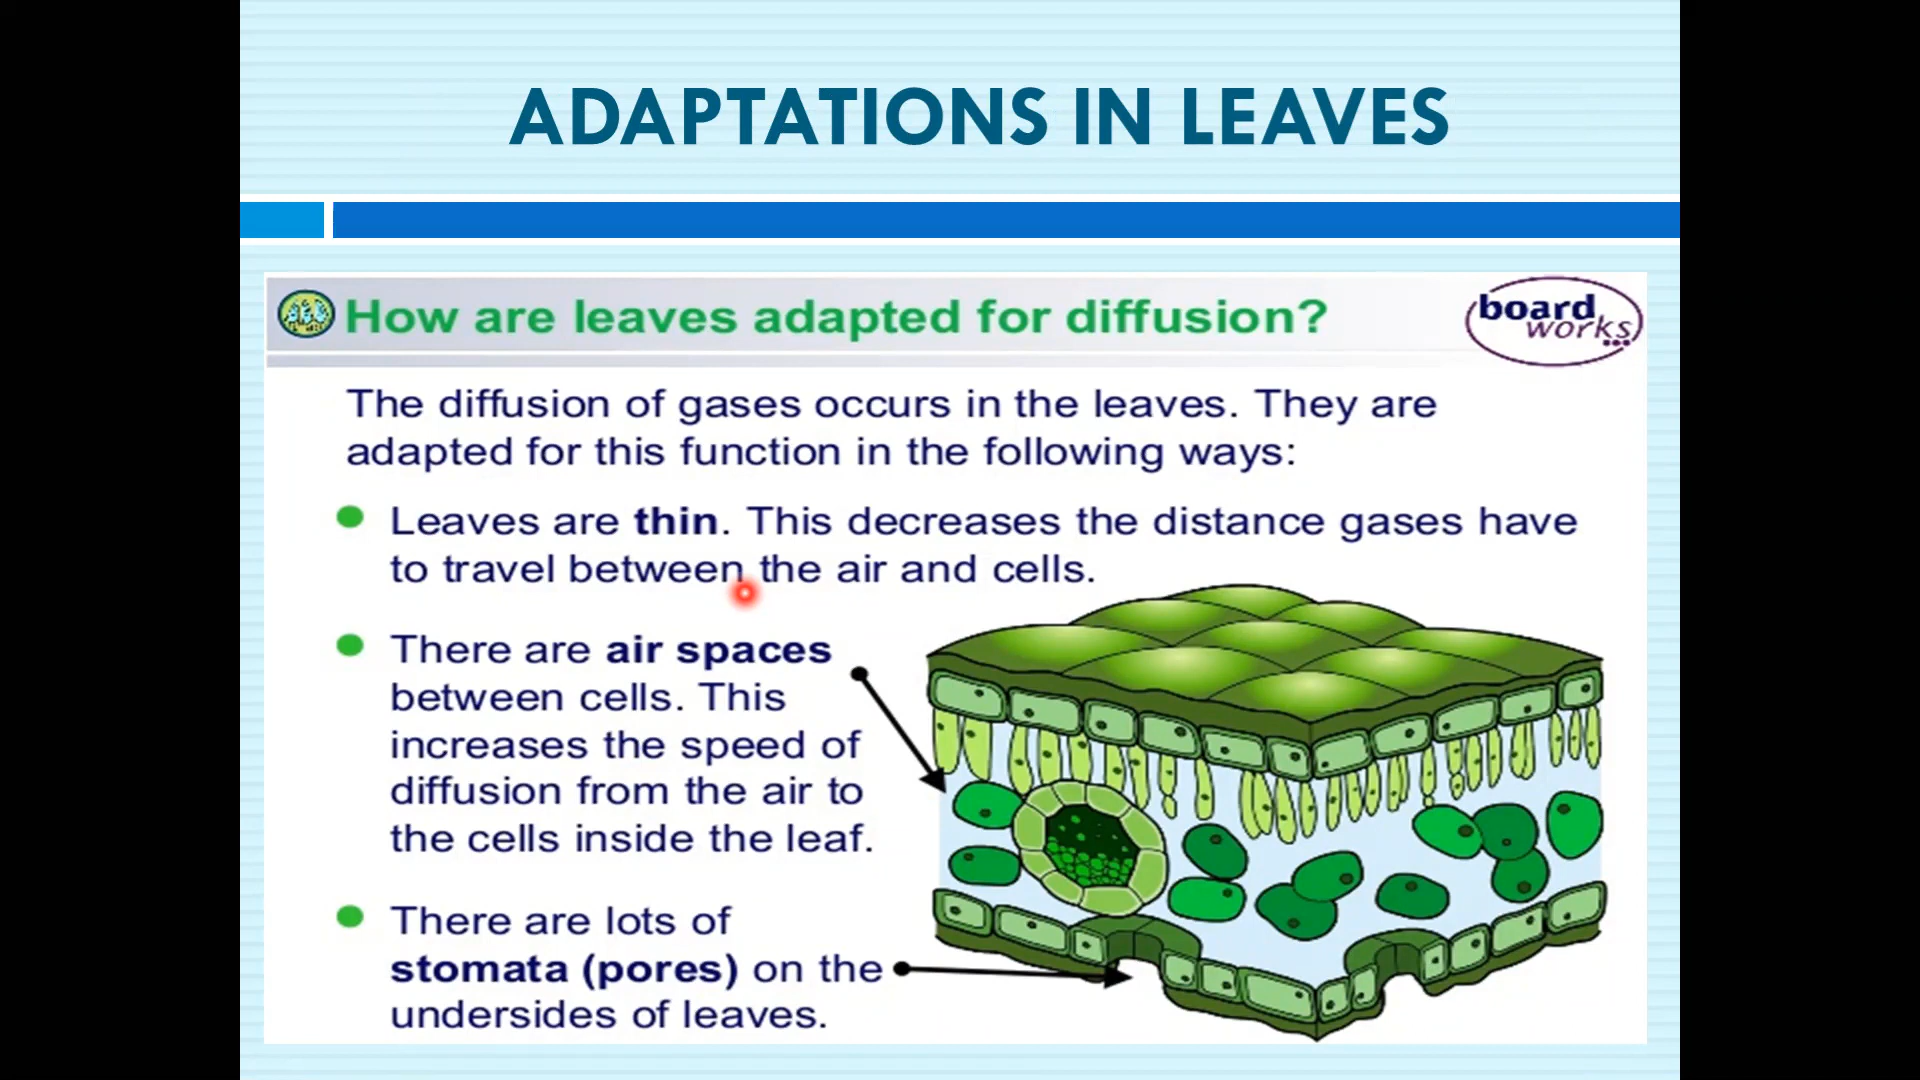 ADAPTATIONS IN LEAVES
How are leaves adapted for diffusion?
board
works
The diffusion of gases occurs in the leaves. They are
adapted for this function in the following ways:
Leaves are thin. This decreases the distance gases have
to travel between the air and cells.
There are air spaces
between cells. This
increases the speed of
diffusion from the air to
the cells inside the leaf.
There are lots of
stomata (pores) on the
undersides of leaves.